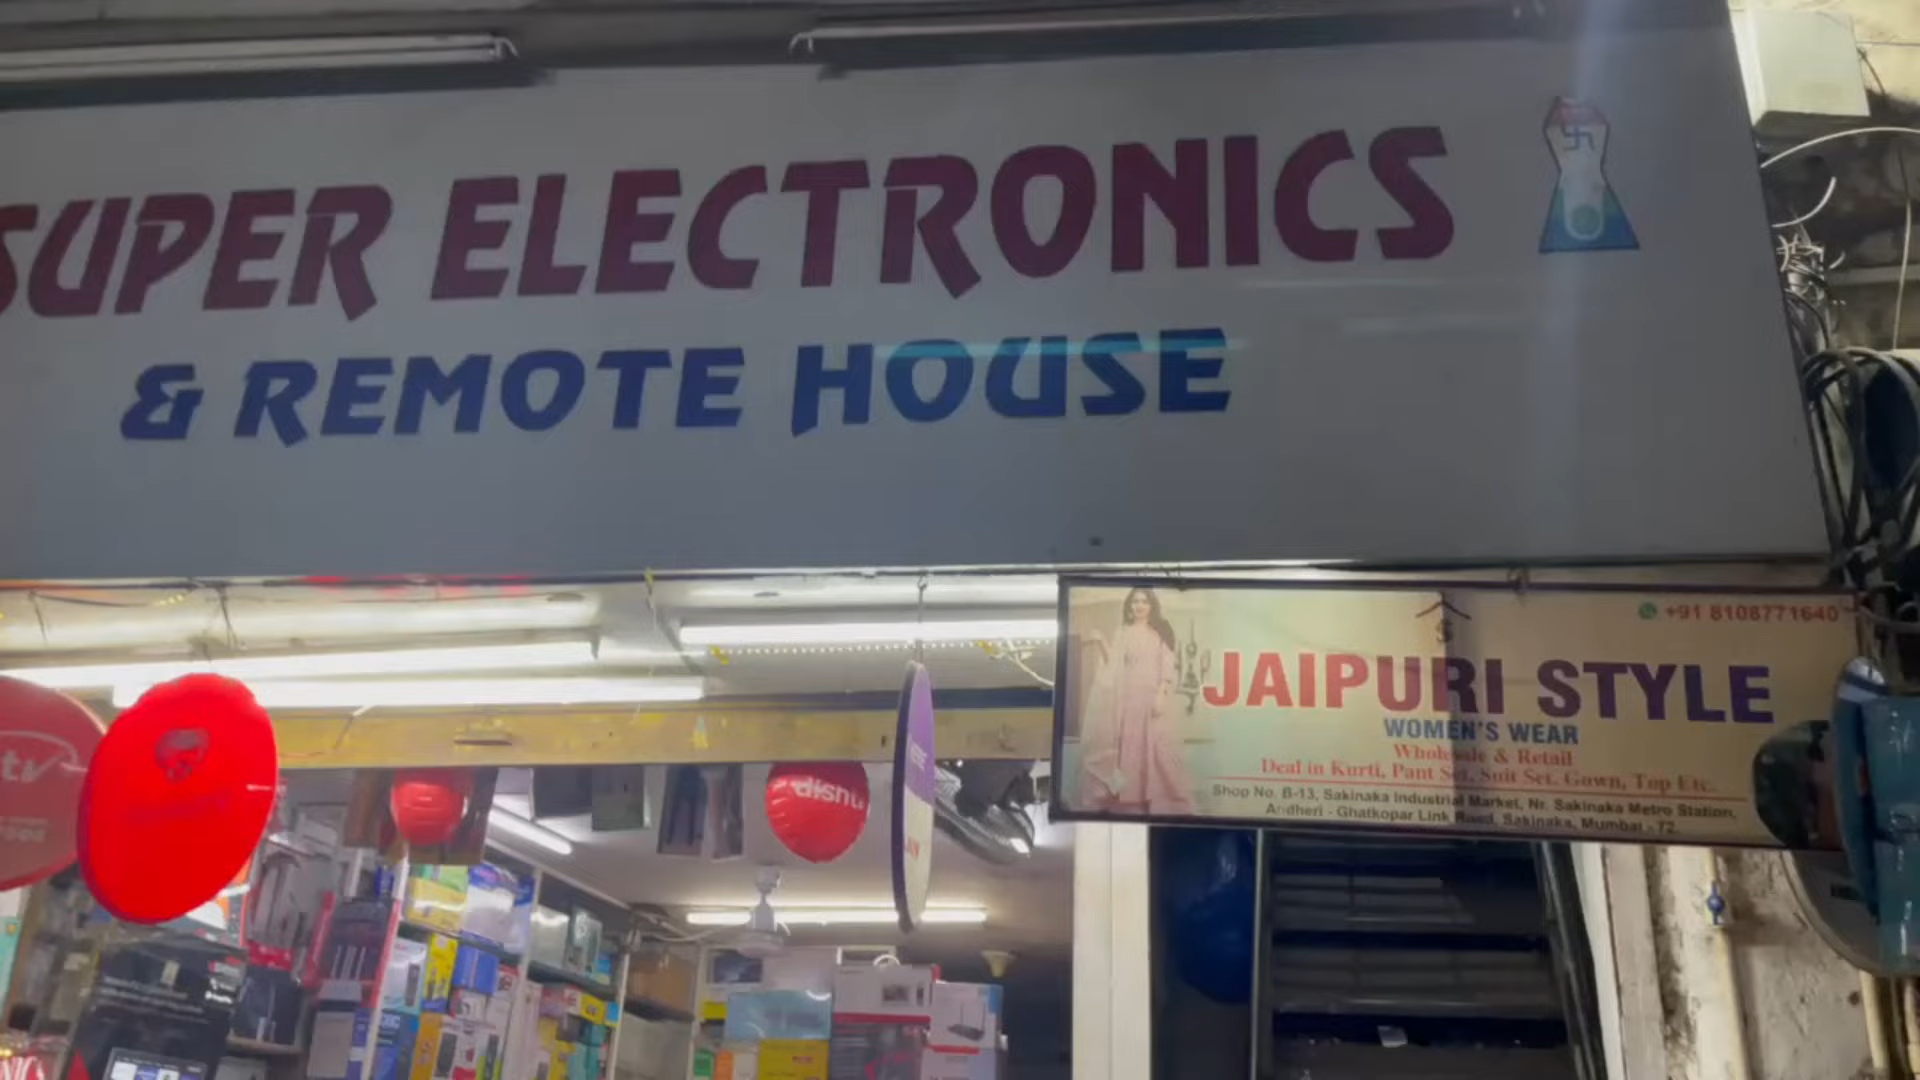 SUPER ELECTRONICS
& REMOTE HOUSE
+91 8108771640
JAIPURI STYLE
WOMEN'S WEAR
Wholesale & Retail
Deal in Kurti, Pant Set, Suit Set, Gown, Top Etc.
Shop No. B-13, Sakinaka Industrial Market, Nr. Sakinaka Metro Station,
Andheri - Ghatkopar Link Road, Sakinaka, Mumbai - 72.
tv
disht